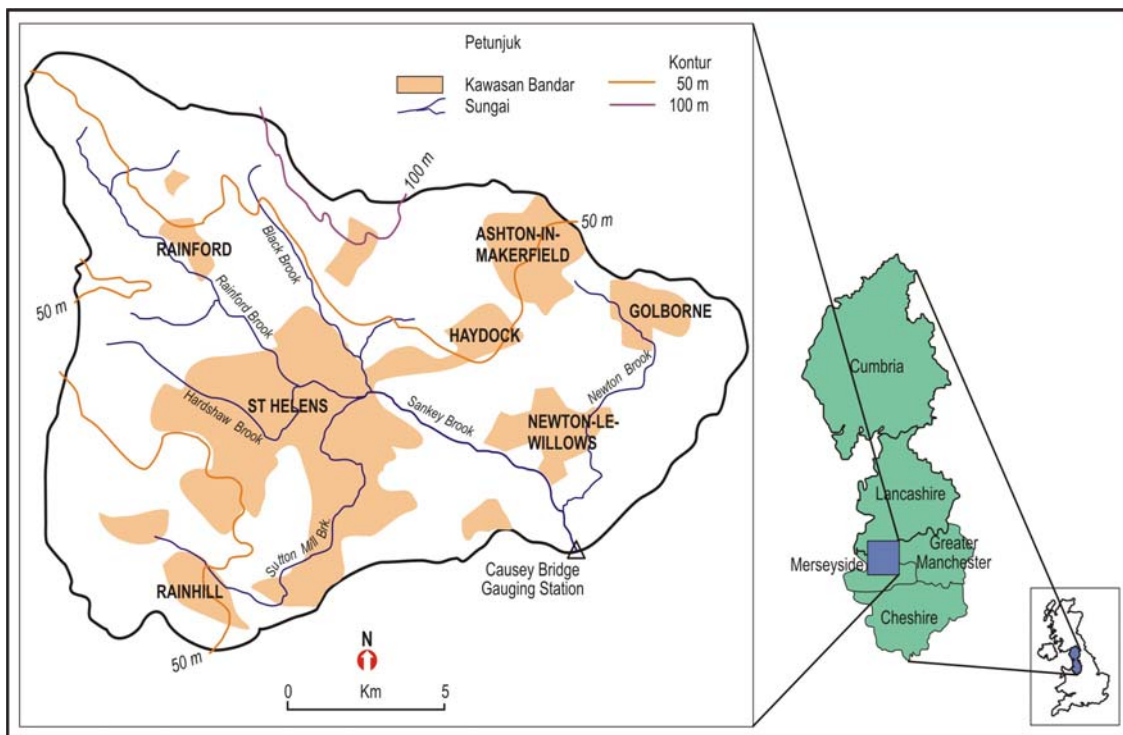 Petunjuk
Kawasan Bandar
Sungai
Kontur
50 m
100 m
100 m
50 m
RAINFORD
Black Brook
ASHTON-IN-
MAKERFIELD
Rainford Brook
50 m
GOLBORNE
HAYDOCK
Newton Brook
ST HELENS
Hardshaw Brook
Sankey Brook
NEWTON-LE-
WILLOWS
Sutton Mill Brk.
RAINHILL
Causey Bridge
Gauging Station
50 m
N
0 Km 5
Cumbria
Lancashire
Merseyside
Greater
Manchester
Cheshire